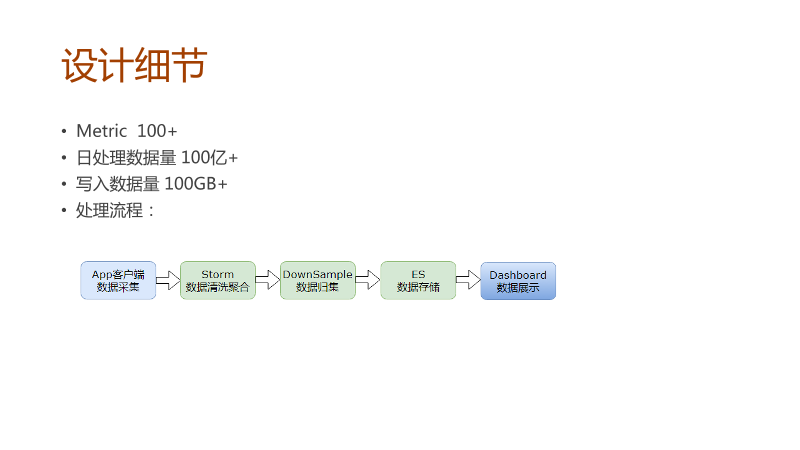 设计细节
• Metric 100+
• 日处理数据量 100亿+
• 写入数据量 100GB+
• 处理流程：
App客户端
数据采集
Storm
数据清洗聚合
DownSample
数据归集
ES
数据存储
Dashboard
数据展示